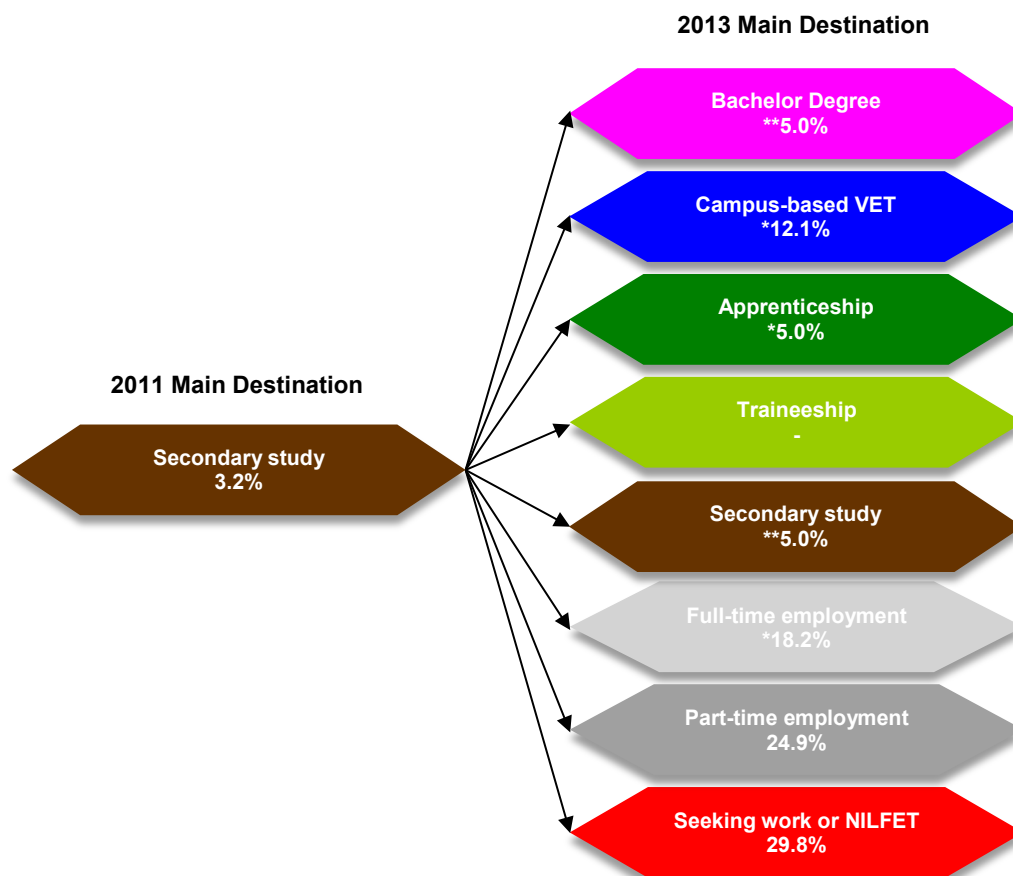 2013 Main Destination
Bachelor Degree
**5.0%
Campus-based VET
*12.1%
Apprenticeship
*5.0%
2011 Main Destination
Traineeship
-
Secondary study
3.2%
Secondary study
**5.0%
Full-time employment
*18.2%
Part-time employment
24.9%
Seeking work or NILFET
29.8%